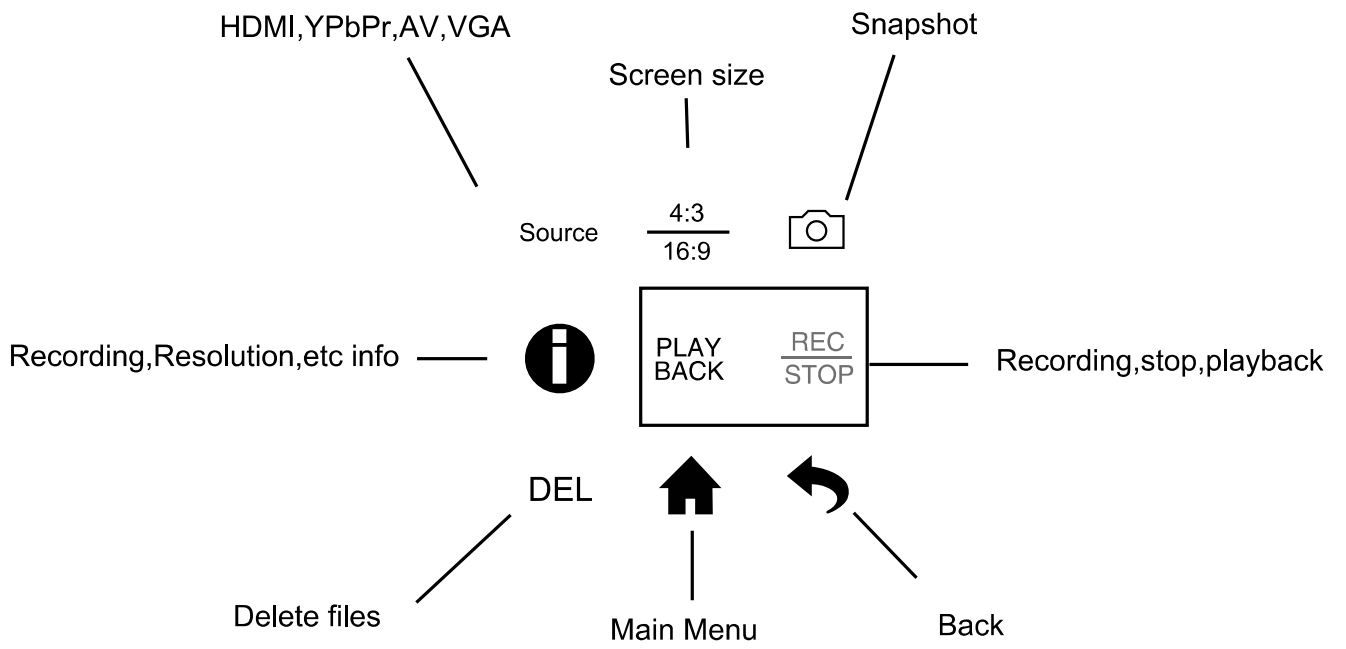 HDMI,YPbPr,AV,VGA
Snapshot
Screen size
Source
4:3
16:9
Recording,Resolution,etc info
i
PLAY
BACK
REC
STOP
Recording,stop,playback
DEL
Delete files
Main Menu
Back